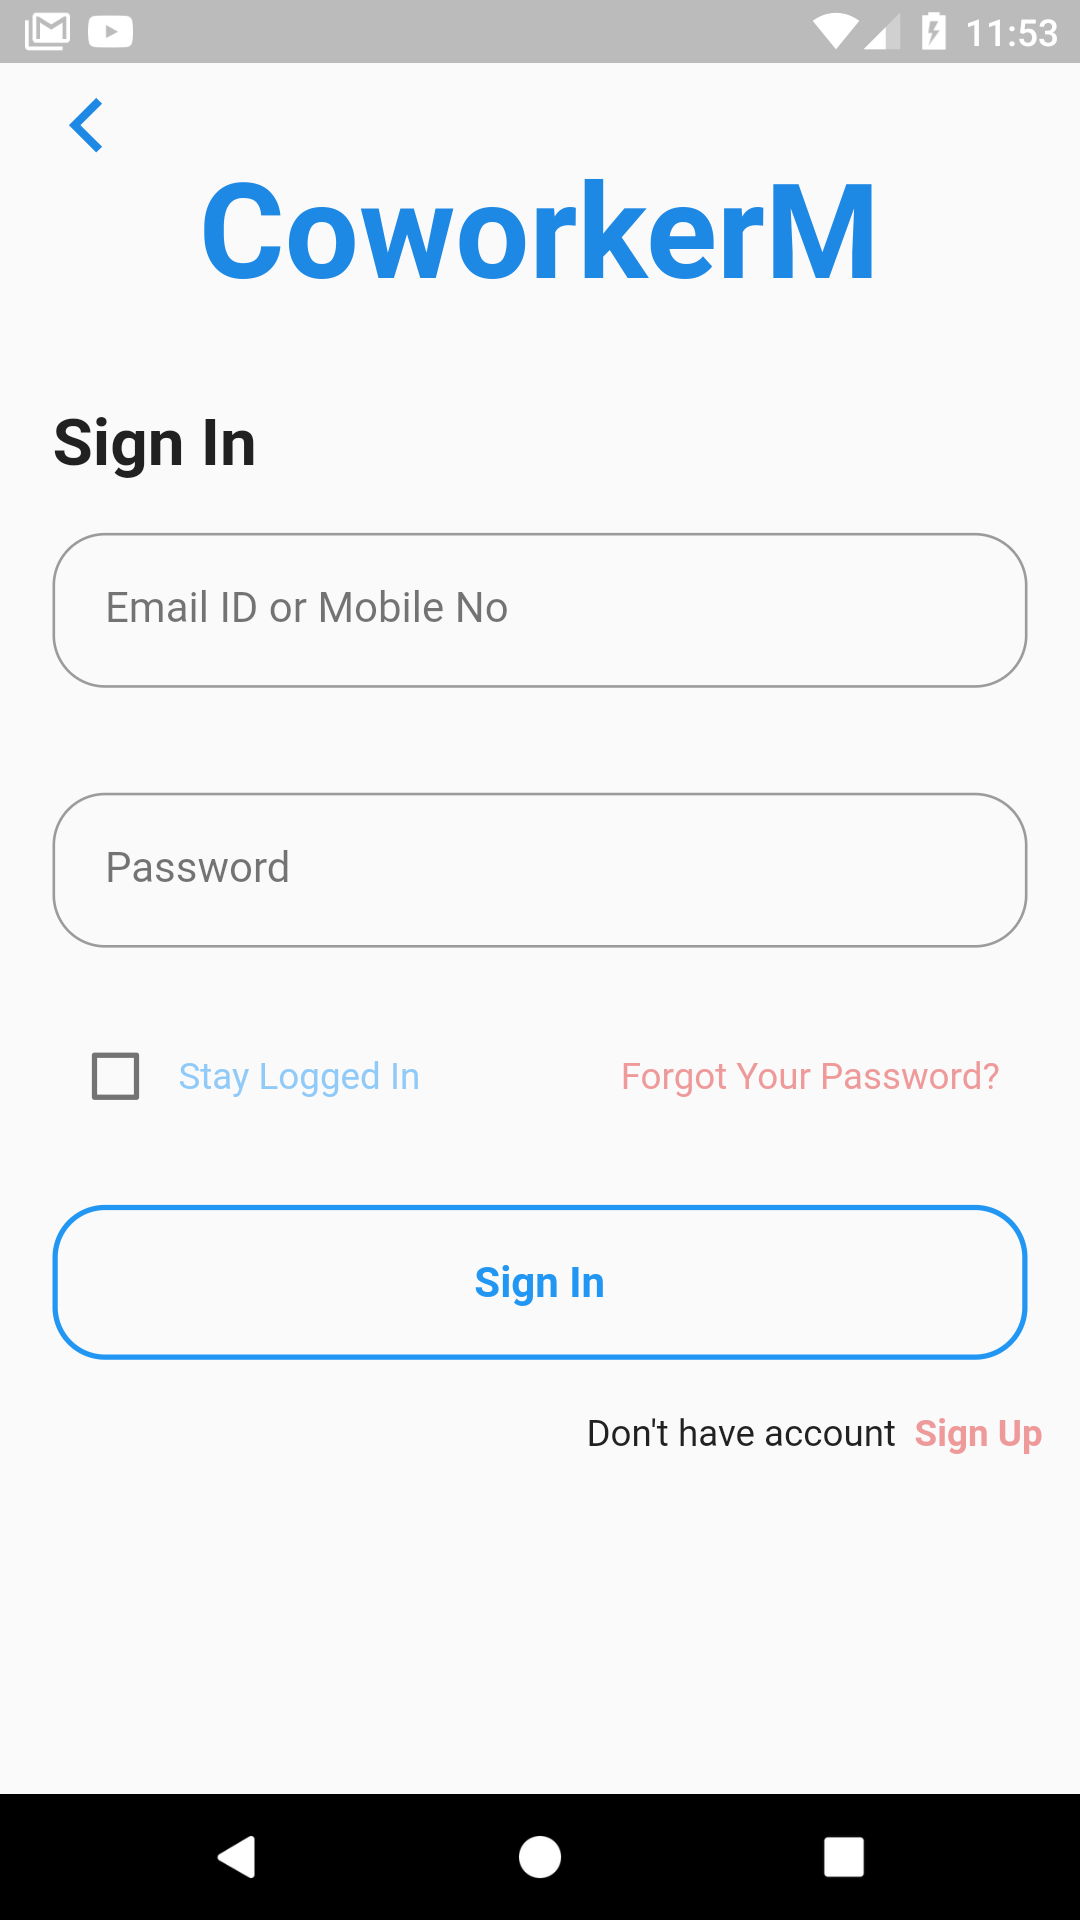 11:53
CoworkerM
Sign In
Email ID or Mobile No
Password
Stay Logged In Forgot Your Password?
Sign In
Don't have account Sign Up